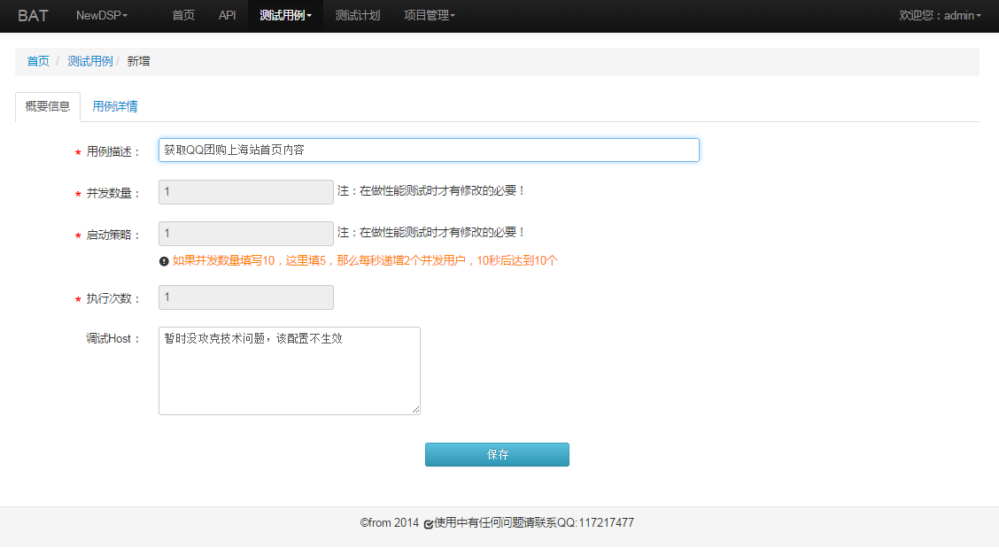 BAT NewDSP 首页 API 测试用例 测试计划 项目管理 欢迎您：admin
首页 / 测试用例 / 新增
概要信息 用例详情
* 用例描述： 获取QQ团购上海站首页内容
* 并发数量： 1 注：在做性能测试时才有修改的必要！
* 启动策略： 1 注：在做性能测试时才有修改的必要！
如果并发数量填写10，这里填5，那么每秒递增2个并发用户，10秒后达到10个
* 执行次数： 1
调试Host： 暂时没攻克技术问题，该配置不生效
保存
©from 2014 使用中有任何问题请联系QQ:117217477